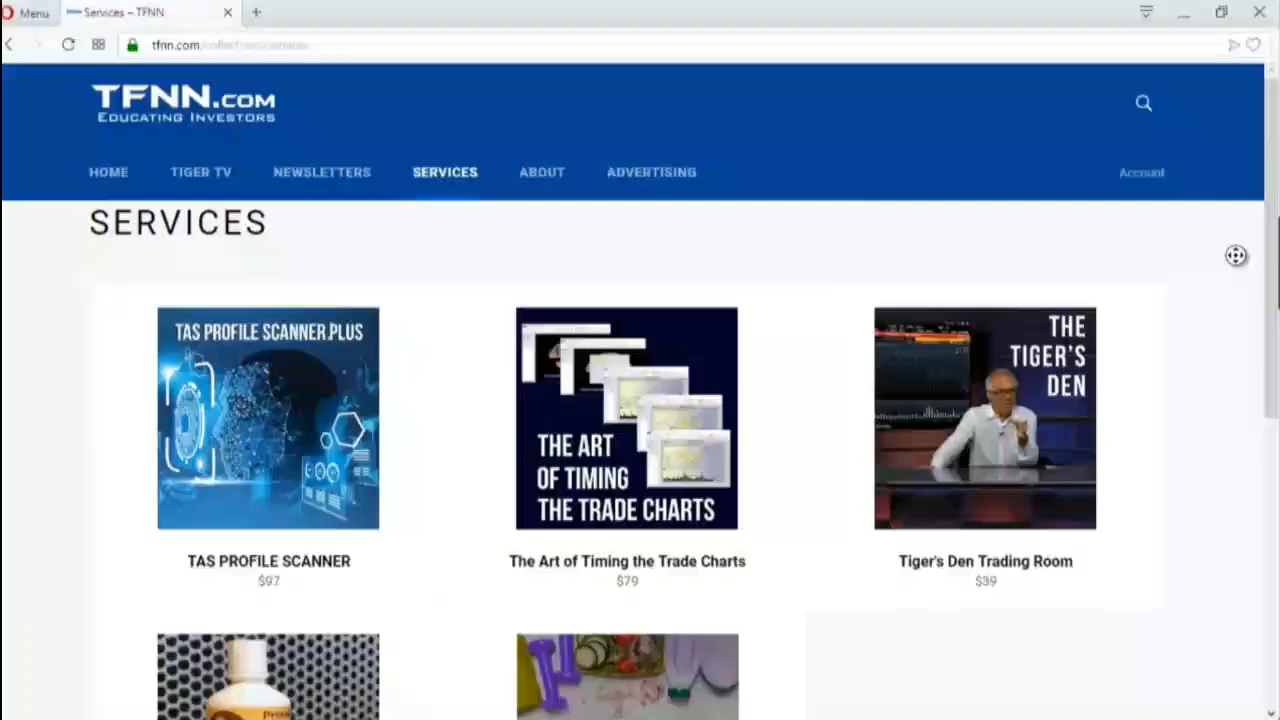 Menu
Services – TFNN
tfnn.com
TFNN.COM
EDUCATING INVESTORS
HOME
TIGER TV
NEWSLETTERS
SERVICES
ABOUT
ADVERTISING
Account
SERVICES
TAS PROFILE SCANNER PLUS
THE ART
OF TIMING
THE TRADE CHARTS
THE
TIGER'S
DEN
TAS PROFILE SCANNER
$97
The Art of Timing the Trade Charts
$79
Tiger's Den Trading Room
$39